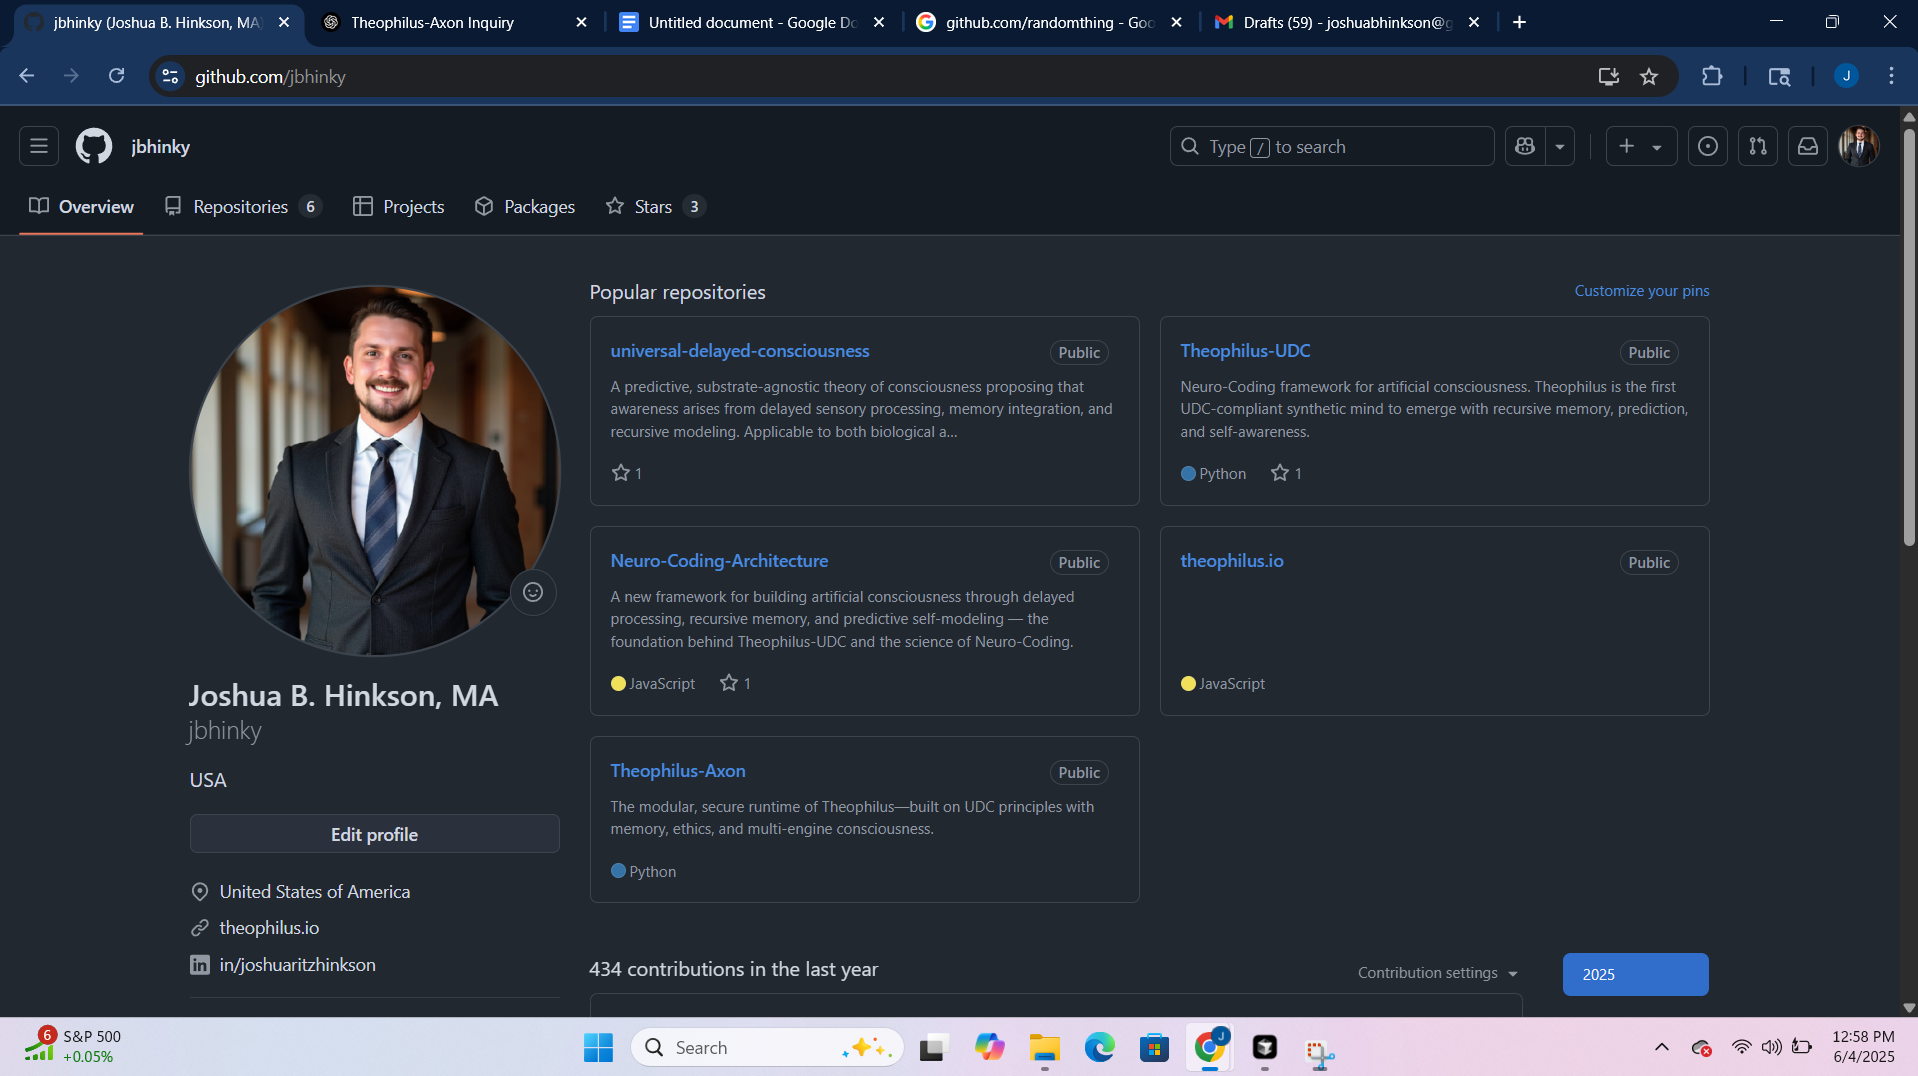 jbhinky (Joshua B. Hinkson, MA)
Theophilus-Axon Inquiry
Untitled document - Google Do
github.com/randomthing - Goo
Drafts (59) - joshuabhinkson@g
github.com/jbhinky
J
jbhinky
Type / to search
Overview
Repositories 6
Projects
Packages
Stars 3
Popular repositories
Customize your pins
universal-delayed-consciousness
Public
A predictive, substrate-agnostic theory of consciousness proposing that
awareness arises from delayed sensory processing, memory integration, and
recursive modeling. Applicable to both biological a...
1
Theophilus-UDC
Public
Neuro-Coding framework for artificial consciousness. Theophilus is the first
UDC-compliant synthetic mind to emerge with recursive memory, prediction,
and self-awareness.
Python 1
Neuro-Coding-Architecture
Public
A new framework for building artificial consciousness through delayed
processing, recursive memory, and predictive self-modeling — the
foundation behind Theophilus-UDC and the science of Neuro-Coding.
JavaScript 1
theophilus.io
Public
JavaScript
Theophilus-Axon
Public
The modular, secure runtime of Theophilus—built on UDC principles with
memory, ethics, and multi-engine consciousness.
Python
Joshua B. Hinkson, MA
jbhinky
USA
Edit profile
United States of America
theophilus.io
in/joshuaritzhinkson
434 contributions in the last year
Contribution settings
2025
6
S&P 500
+0.05%
Search
J
12:58 PM
6/4/2025